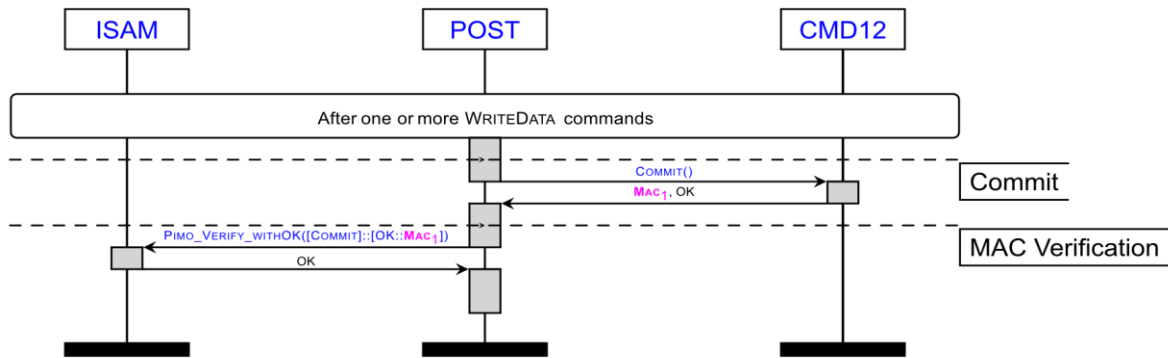 ISAM
POST
CMD12
After one or more WRITEDATA commands
COMMIT()
Commit
MAC1, OK
PIMO_VERIFY_WITHOK([COMMIT]::[OK::MAC1])
MAC Verification
OK